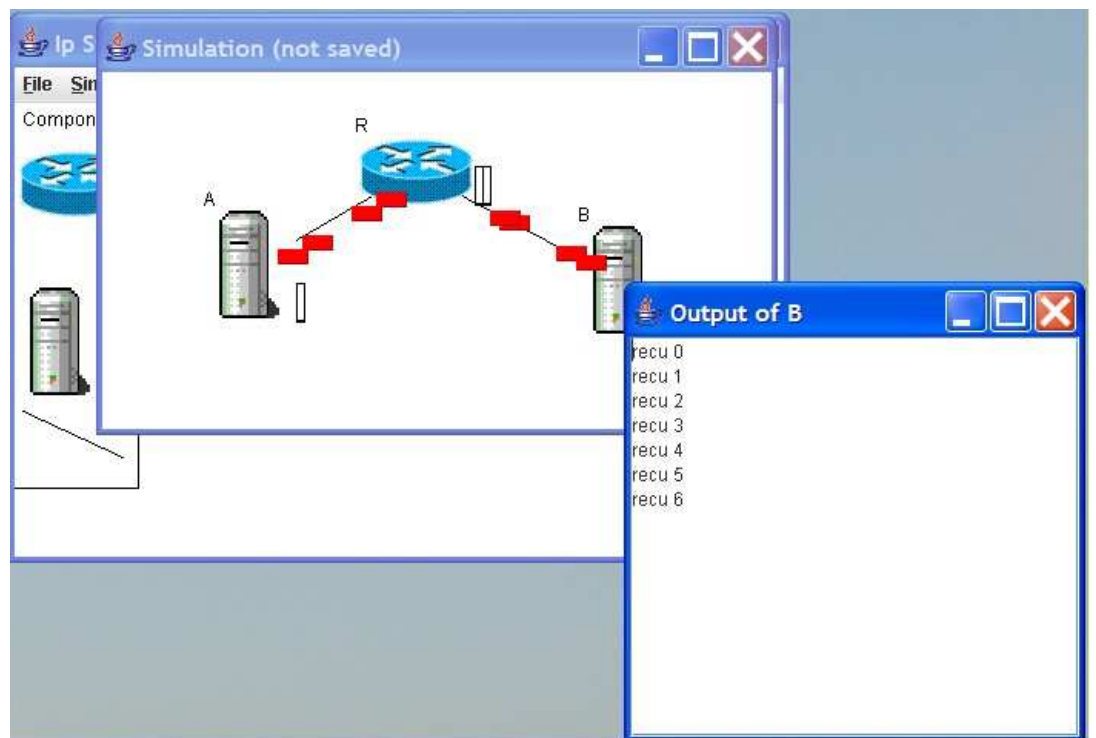 Ip S
Simulation (not saved)
File Sin
Compon
R
A
B
Output of B
recu 0
recu 1
recu 2
recu 3
recu 4
recu 5
recu 6